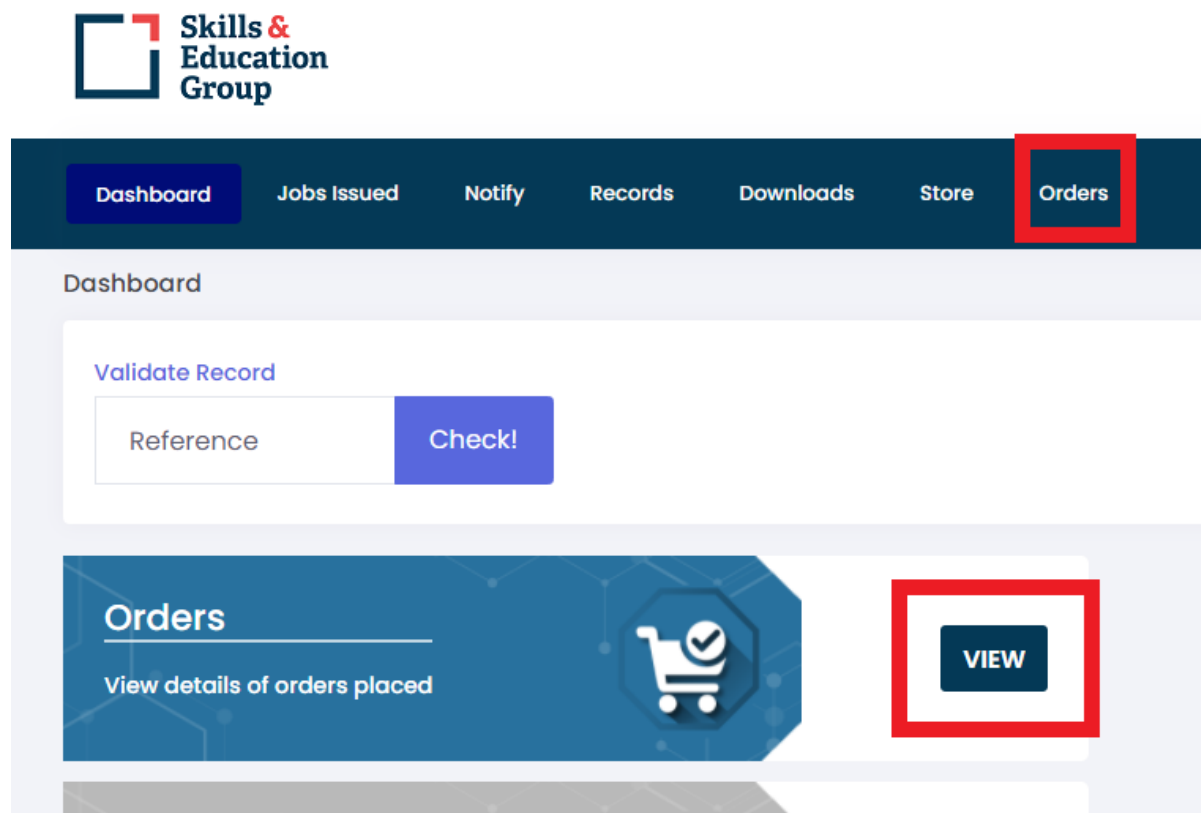 Skills &
Education
Group
Dashboard Jobs Issued Notify Records Downloads Store Orders
Dashboard
Validate Record
Reference Check!
Orders
View details of orders placed
VIEW